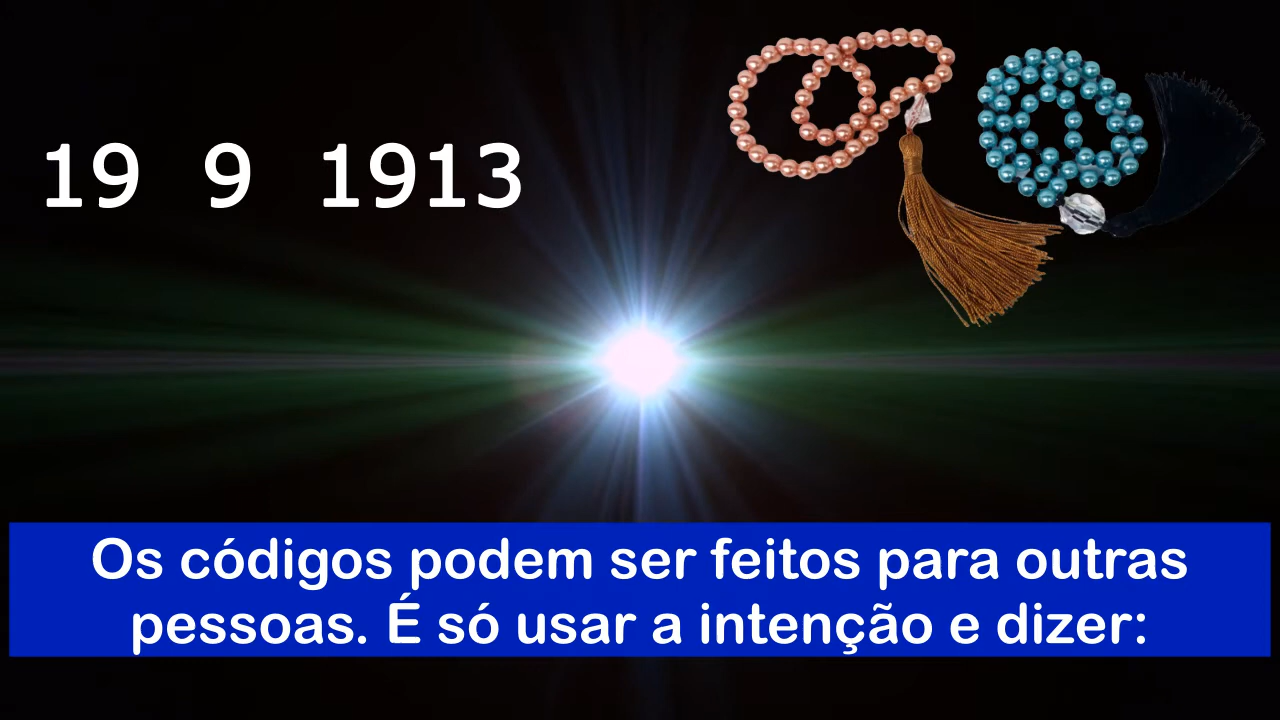 19 9 1913
Os códigos podem ser feitos para outras
pessoas. É só usar a intenção e dizer: